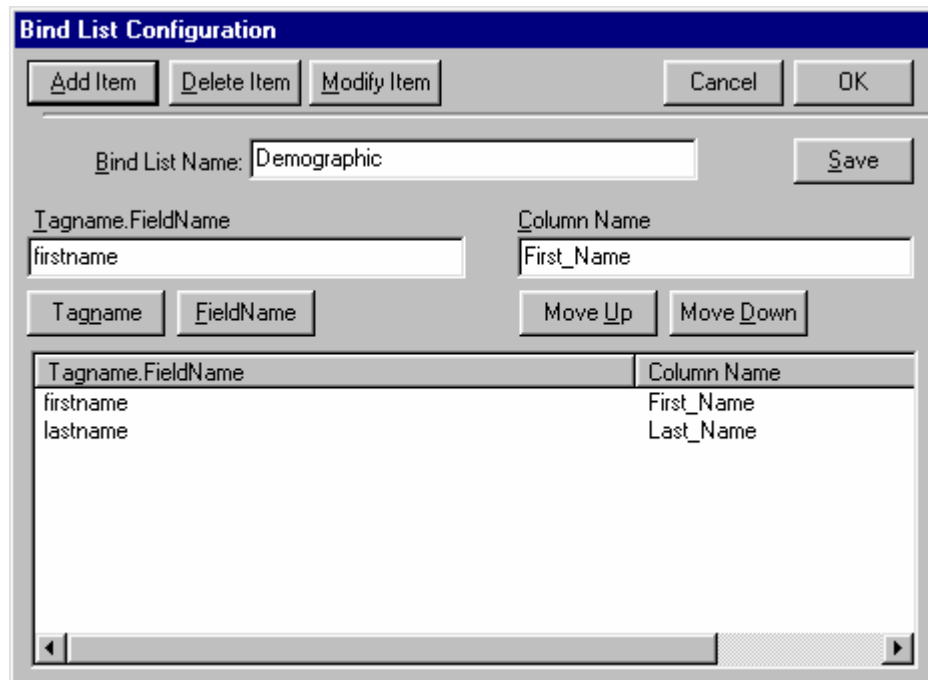 Bind List Configuration
Add Item Delete Item Modify Item Cancel OK
Bind List Name: Demographic Save
Tagname.FieldName Column Name
firstname First_Name
Tagname FieldName Move Up Move Down
Tagname.FieldName Column Name
firstname First_Name
lastname Last_Name